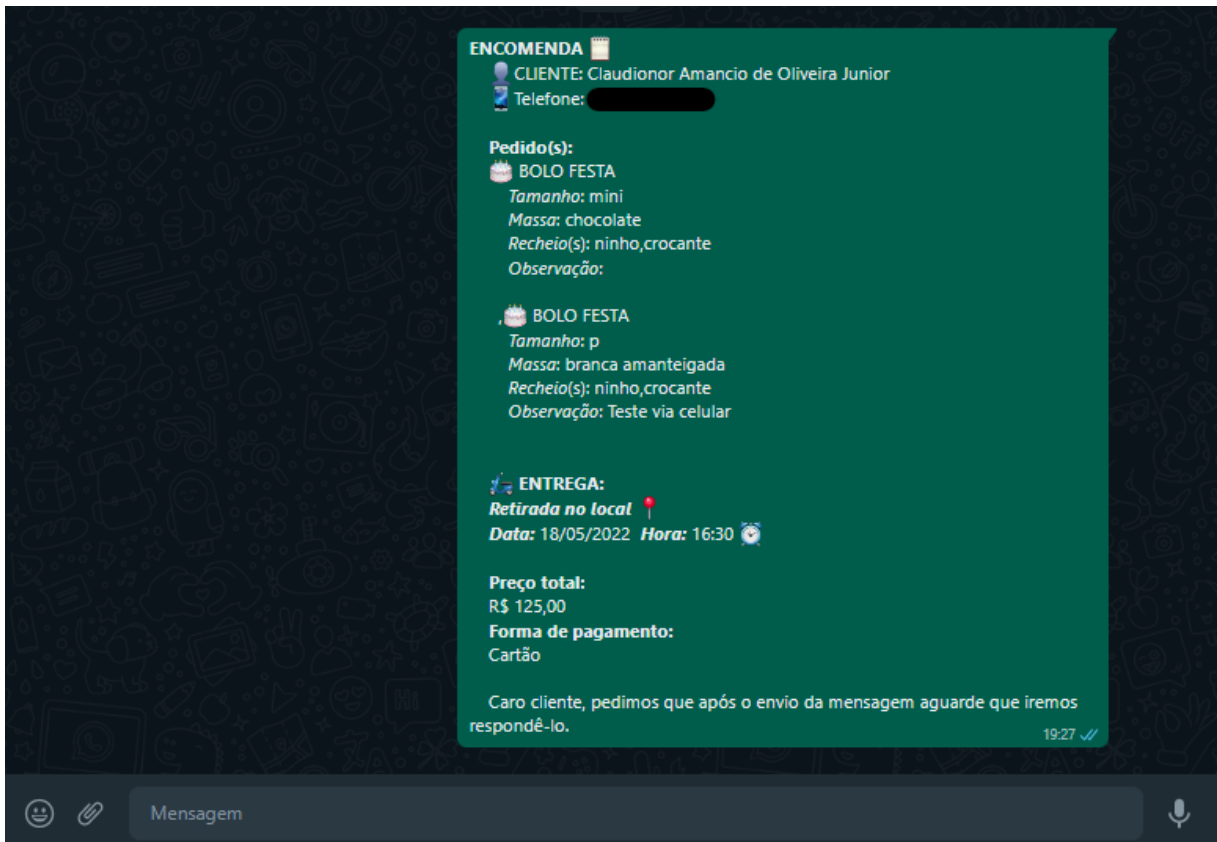 ENCOMENDA
CLIENTE: Claudionor Amancio de Oliveira Junior
Telefone:
Pedido(s):
BOLO FESTA
Tamanho: mini
Massa: chocolate
Recheio(s): ninho,crocante
Observação:
,BOLO FESTA
Tamanho: p
Massa: branca amanteigada
Recheio(s): ninho,crocante
Observação: Teste via celular
ENTREGA:
Retirada no local
Data: 18/05/2022 Hora: 16:30
Preço total:
R$ 125,00
Forma de pagamento:
Cartão
Caro cliente, pedimos que após o envio da mensagem aguarde que iremos
respondê-lo.
19:27
Mensagem